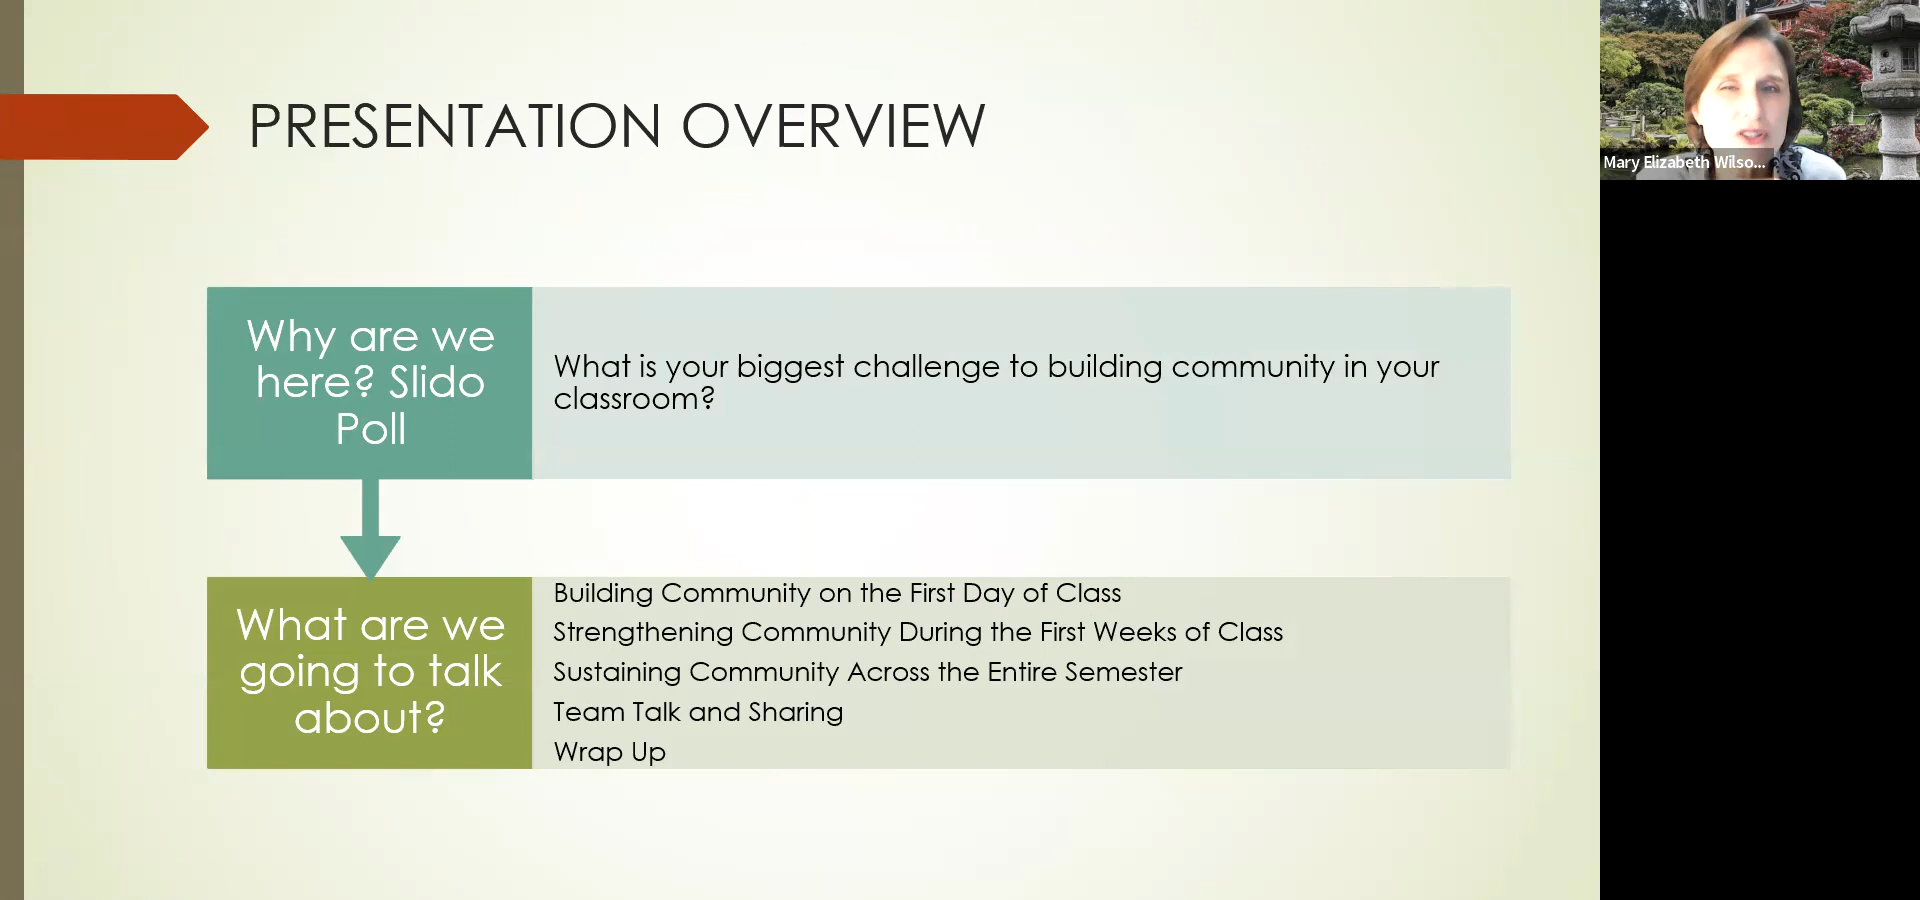 PRESENTATION OVERVIEW
Why are we
here? Slido
Poll
What is your biggest challenge to building community in your
classroom?
What are we
going to talk
about?
Building Community on the First Day of Class
Strengthening Community During the First Weeks of Class
Sustaining Community Across the Entire Semester
Team Talk and Sharing
Wrap Up
Mary Elizabeth Wilso...